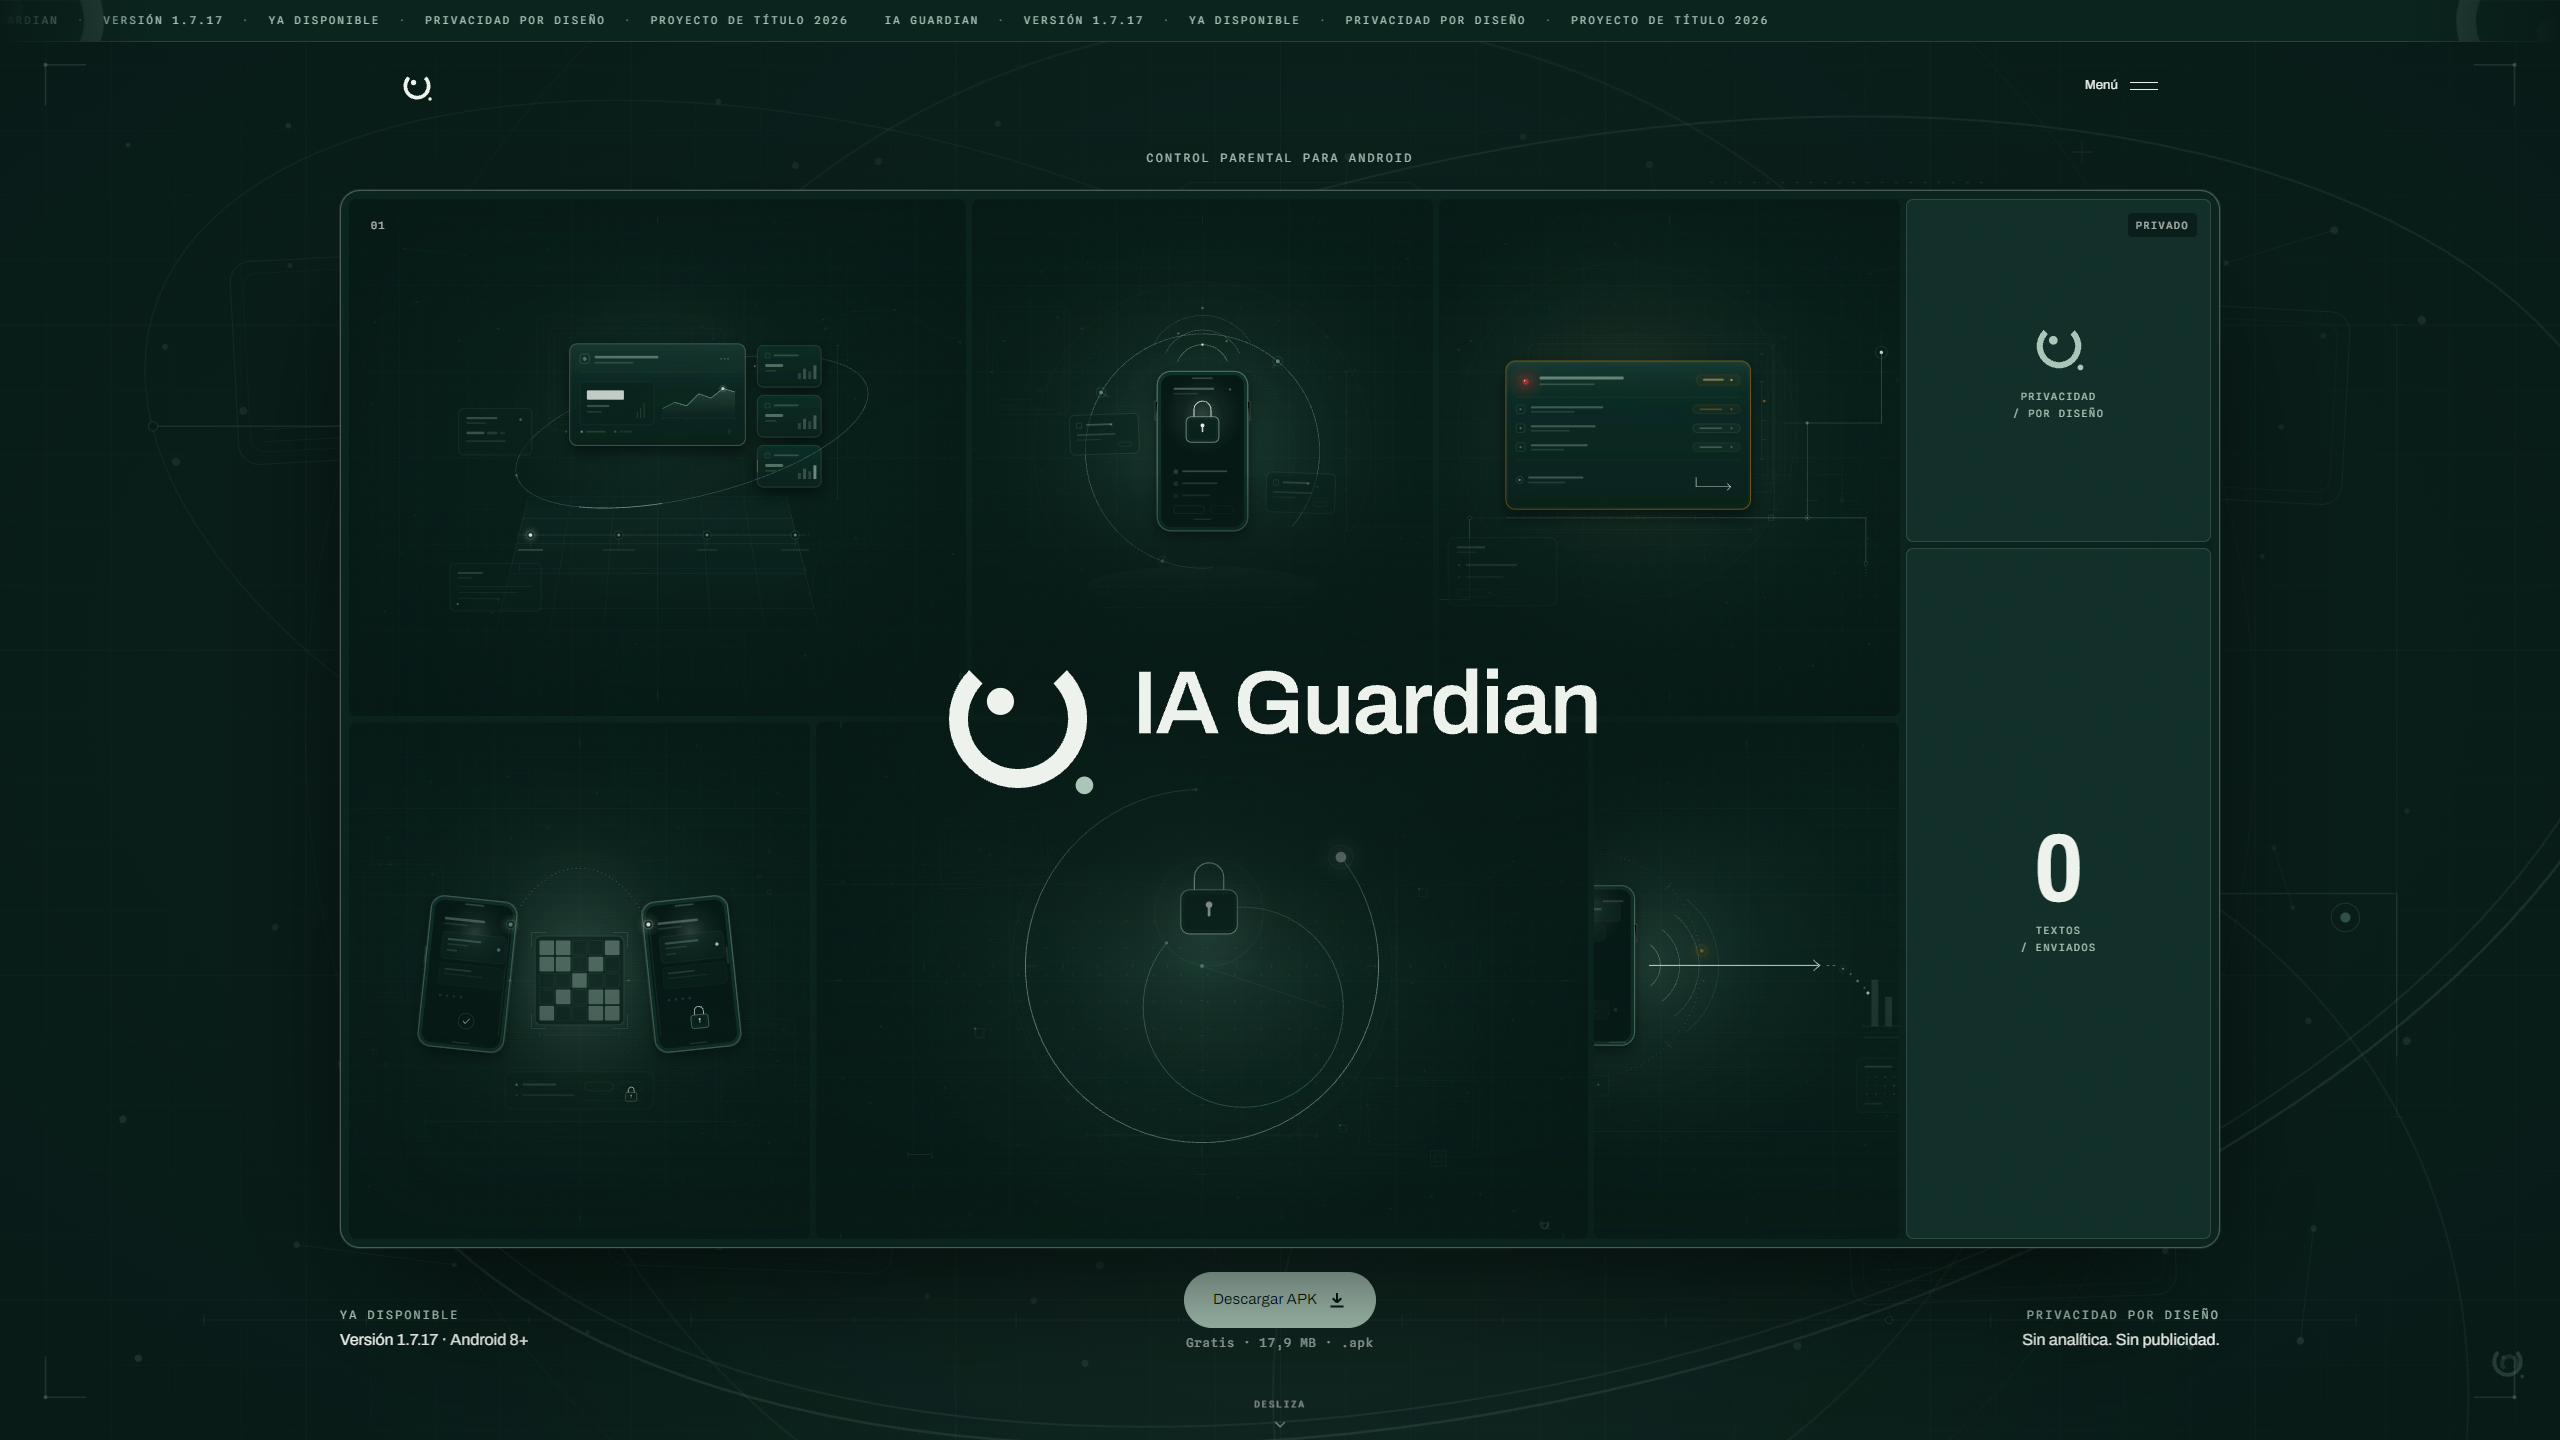 VERSIÓN 1.7.17 · YA DISPONIBLE · PRIVACIDAD POR DISEÑO · PROYECTO DE TÍTULO 2026 IA GUARDIAN · VERSIÓN 1.7.17 · YA DISPONIBLE · PRIVACIDAD POR DISEÑO · PROYECTO DE TÍTULO 2026
Menú
CONTROL PARENTAL PARA ANDROID
01
PRIVADO
PRIVACIDAD
/ POR DISEÑO
IA Guardian
0
TEXTOS
/ ENVIADOS
Descargar APK
Gratis · 17,9 MB · .apk
YA DISPONIBLE
Versión 1.7.17 · Android 8+
PRIVACIDAD POR DISEÑO
Sin analítica. Sin publicidad.
DESLIZA